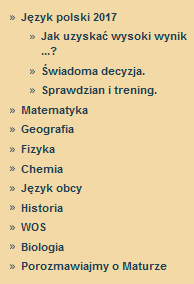 » Język polski 2017
» Jak uzyskać wysoki wynik
...?
» Świadoma decyzja.
» Sprawdzian i trening.
» Matematyka
» Geografia
» Fizyka
» Chemia
» Język obcy
» Historia
» WOS
» Biologia
» Porozmawiajmy o Maturze